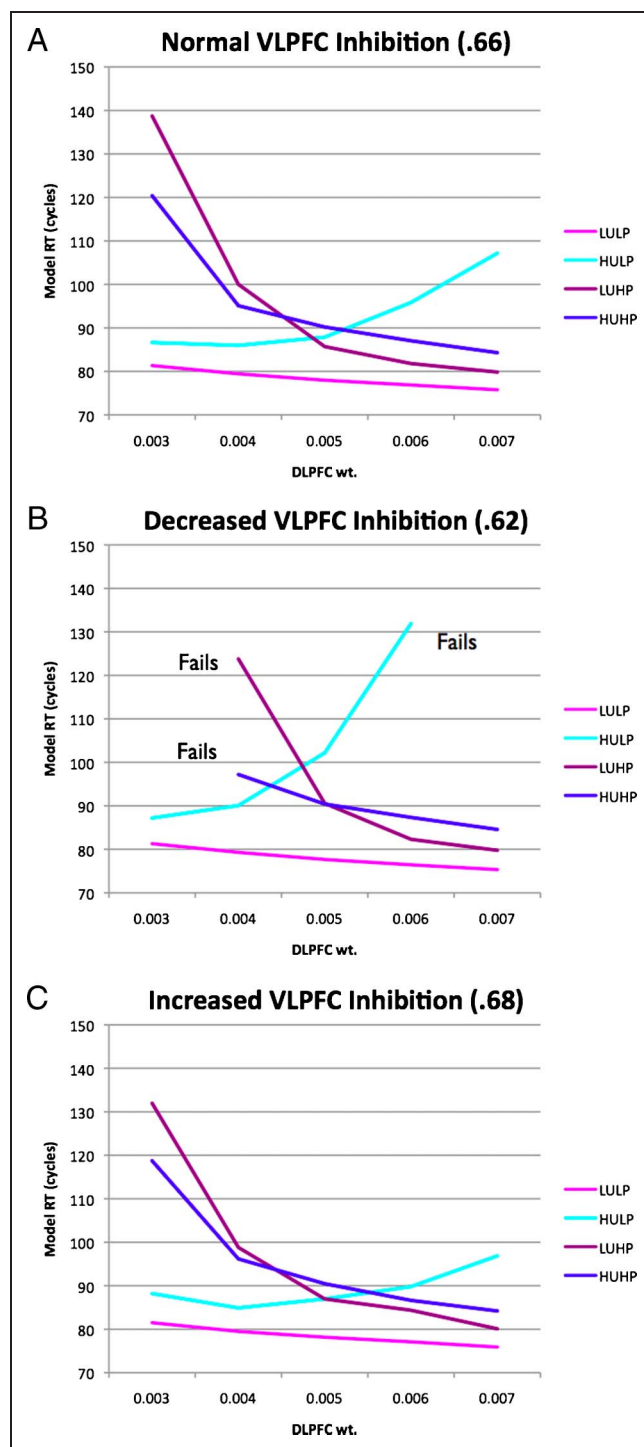 A
Normal VLPFC Inhibition (.66)
150
140
130
120
110
100
90
80
70
Model RT (cycles)
0.003 0.004 0.005 0.006 0.007
DLPFC wt.
LULP
HULP
LUHP
HUHP
B
Decreased VLPFC Inhibition (.62)
150
140
130
120
110
100
90
80
70
Model RT (cycles)
Fails
Fails
Fails
0.003 0.004 0.005 0.006 0.007
DLPFC wt.
LULP
HULP
LUHP
HUHP
C
Increased VLPFC Inhibition (.68)
150
140
130
120
110
100
90
80
70
Model RT (cycles)
0.003 0.004 0.005 0.006 0.007
DLPFC wt.
LULP
HULP
LUHP
HUHP